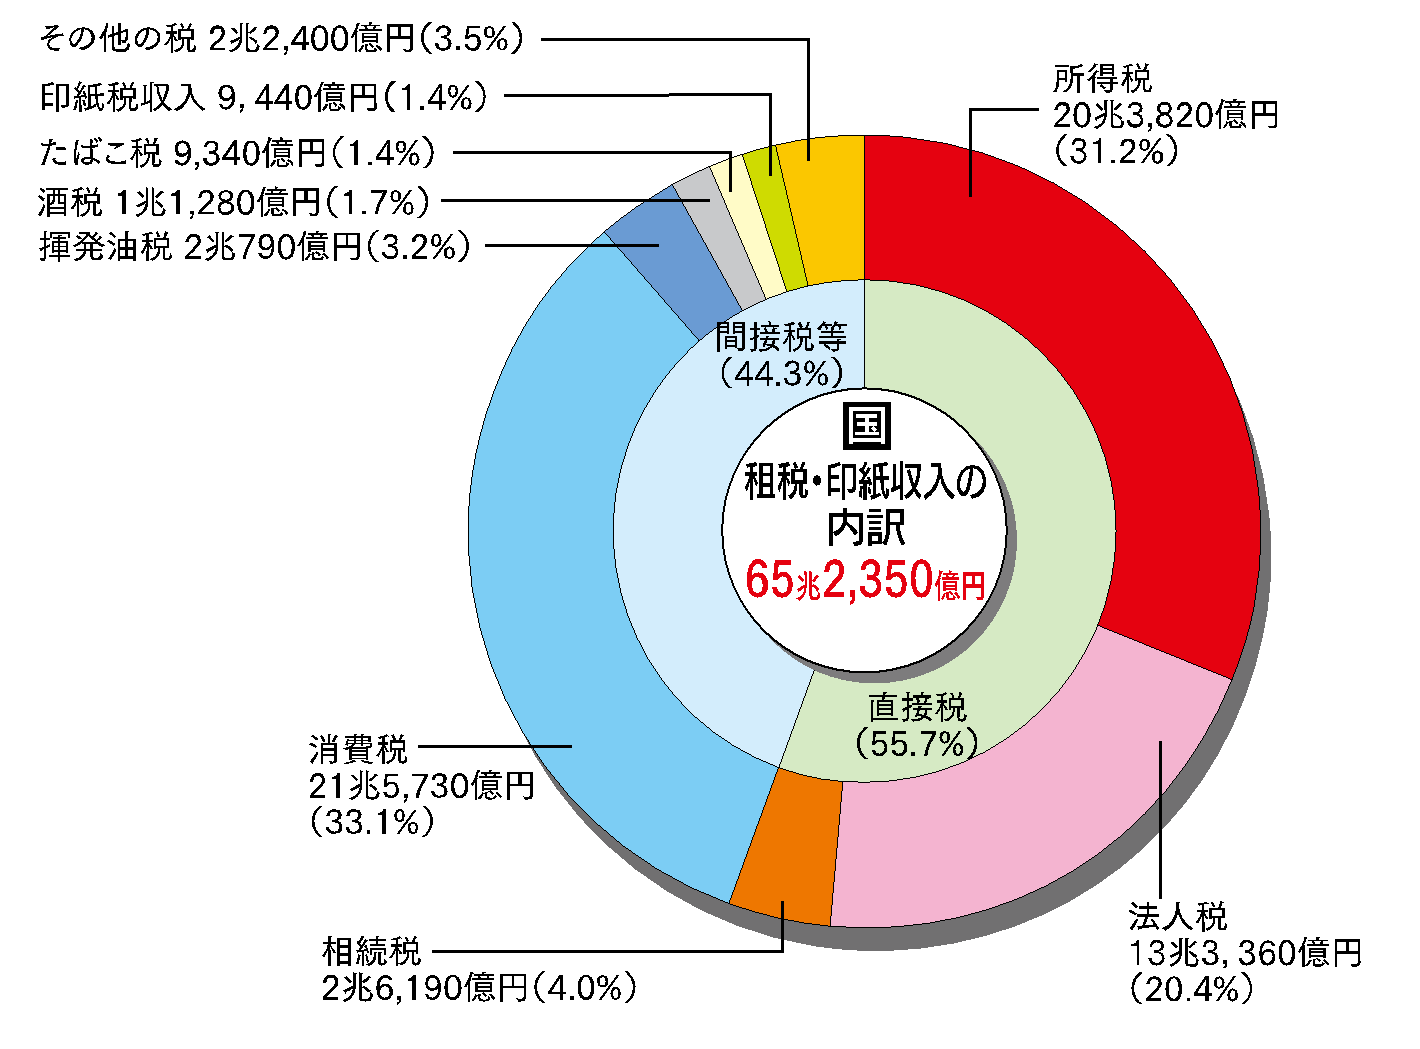 その他の税 2兆2,400億円(3.5%)
印紙税収入 9,440億円(1.4%)
たばこ税 9,340億円(1.4%)
酒税 1兆1,280億円(1.7%)
揮発油税 2兆790億円(3.2%)
所得税
20兆3,820億円
(31.2%)
間接税等
(44.3%)
国
租税・印紙収入の
内訳
65兆2,350億円
直接税
(55.7%)
消費税
21兆5,730億円
(33.1%)
相続税
2兆6,190億円(4.0%)
法人税
13兆3,360億円
(20.4%)